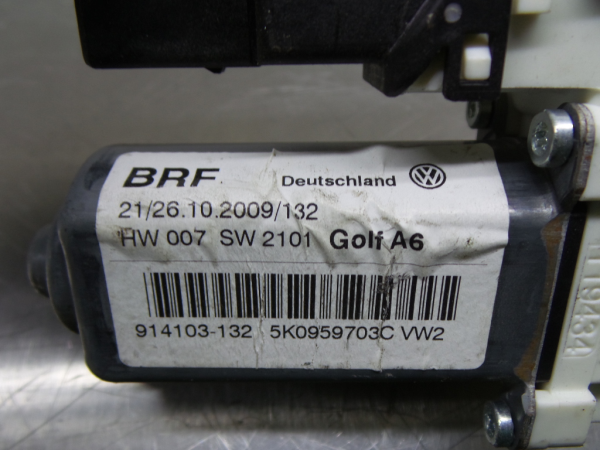 BRF Deutschland
21/26.10.2009/132
HW 007 SW 2101 Golf A6
914103-132 5K0959703C VW2